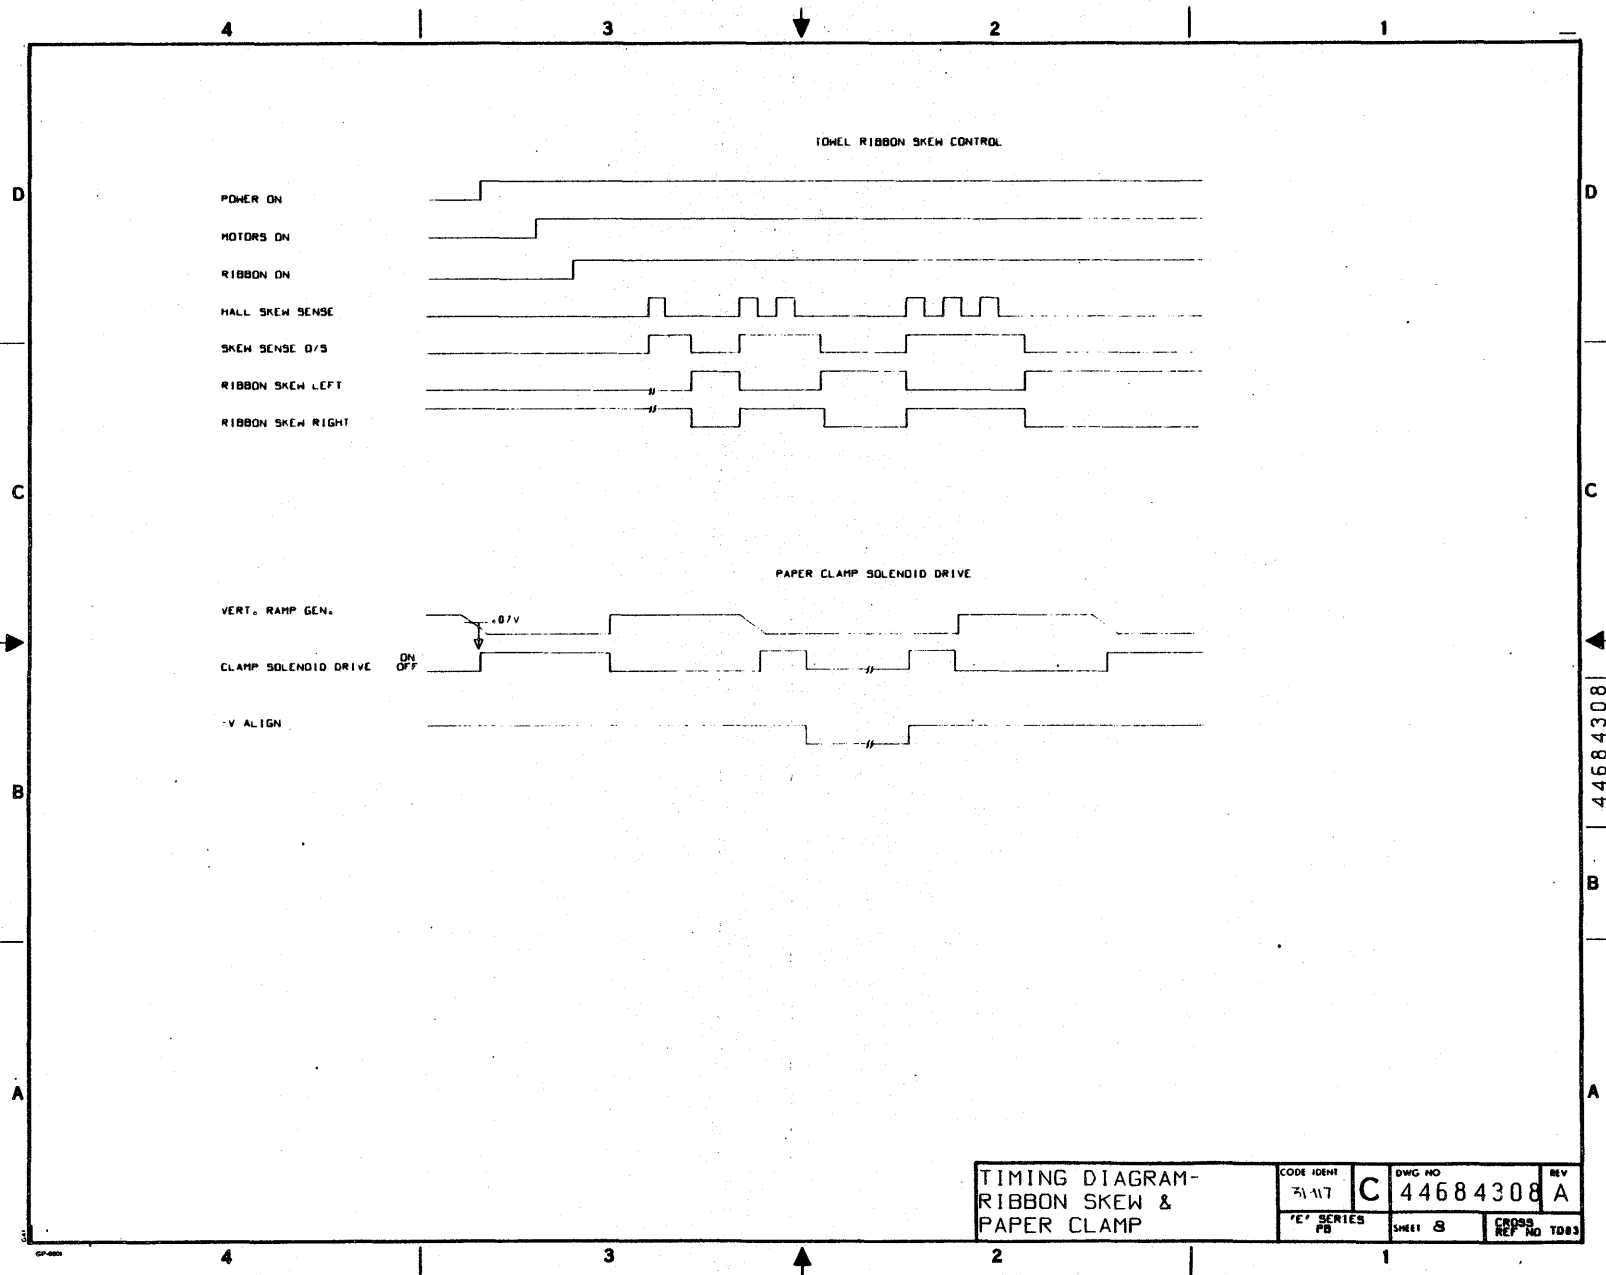 4 3 2 1
TOWEL RIBBON SKEW CONTROL
D D
POWER ON
MOTORS ON
RIBBON ON
HALL SKEW SENSE
SKEW SENSE O/S
RIBBON SKEW LEFT
RIBBON SKEW RIGHT
C C
PAPER CLAMP SOLENOID DRIVE
VERT. RAMP GEN.
.07V
CLAMP SOLENOID DRIVE ON
OFF
-V ALIGN
44684308
B
B
A A
TIMING DIAGRAM-
RIBBON SKEW &
PAPER CLAMP
CODE IDENT
31417
C
DWG NO
44684308
REV
A
"E" SERIES
PB
SHEET 8
CROSS
REF NO TD83
4 3 2 1